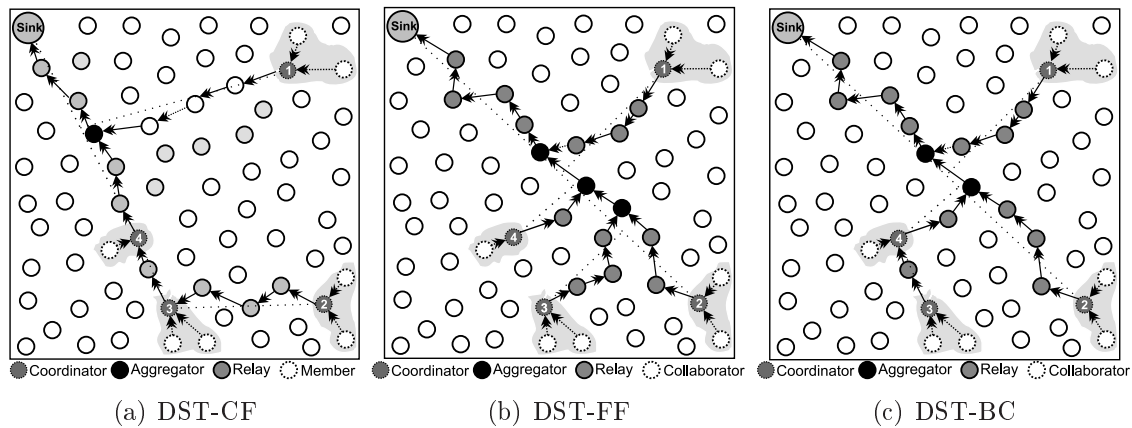 Sink
1
4
3
2
Coordinator Aggregator Relay Member
(a) DST-CF
Sink
1
4
3
2
Coordinator Aggregator Relay Collaborator
(b) DST-FF
Sink
1
4
3
2
Coordinator Aggregator Relay Collaborator
(c) DST-BC